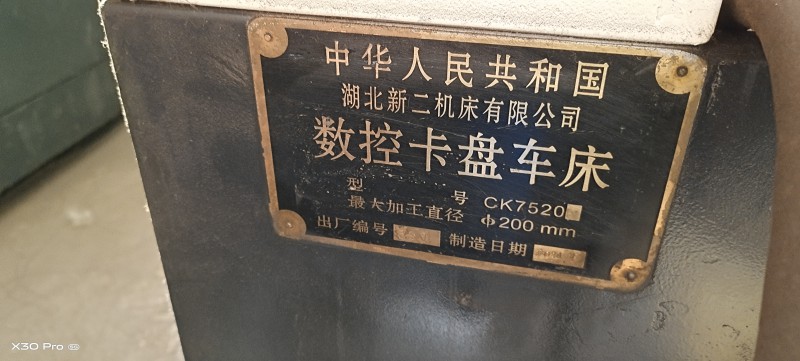 中华人民共和国
湖北新二机床有限公司
数控卡盘车床
型 号 CK7520
最大加工直径 ф200 mm
出厂编号 制造日期
X30 Pro